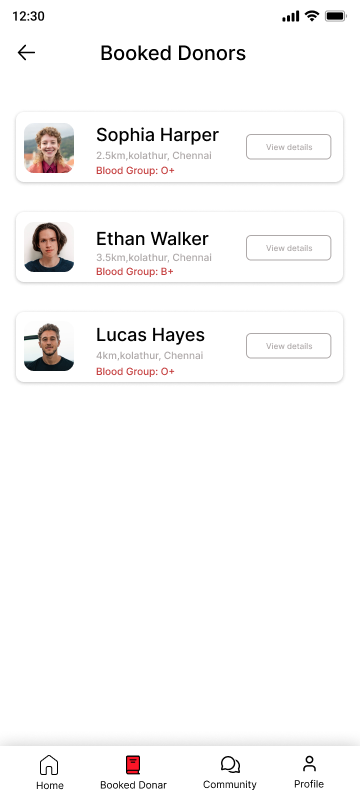 12:30
Booked Donors
Sophia Harper
2.5km,kolathur, Chennai
View details
Blood Group: O+
Ethan Walker
3.5km,kolathur, Chennai
View details
Blood Group: B+
Lucas Hayes
4km,kolathur, Chennai
View details
Blood Group: O+
Home
Booked Donar
Community
Profile